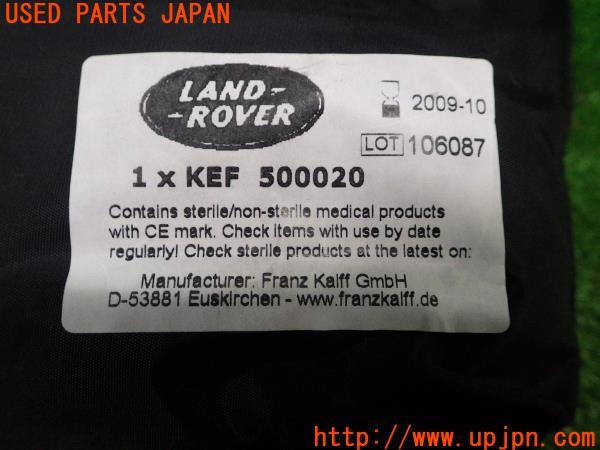 USED PARTS JAPAN
LAND-
-ROVER
2009-10
LOT 106087
1 x KEF 500020
Contains sterile/non-sterile medical products
with CE mark. Check items with use by date
regularly! Check sterile products at the latest on:
Manufacturer: Franz Kalff GmbH
D-53881 Euskirchen - www.franzkalff.de
http://www.upjpn.com/